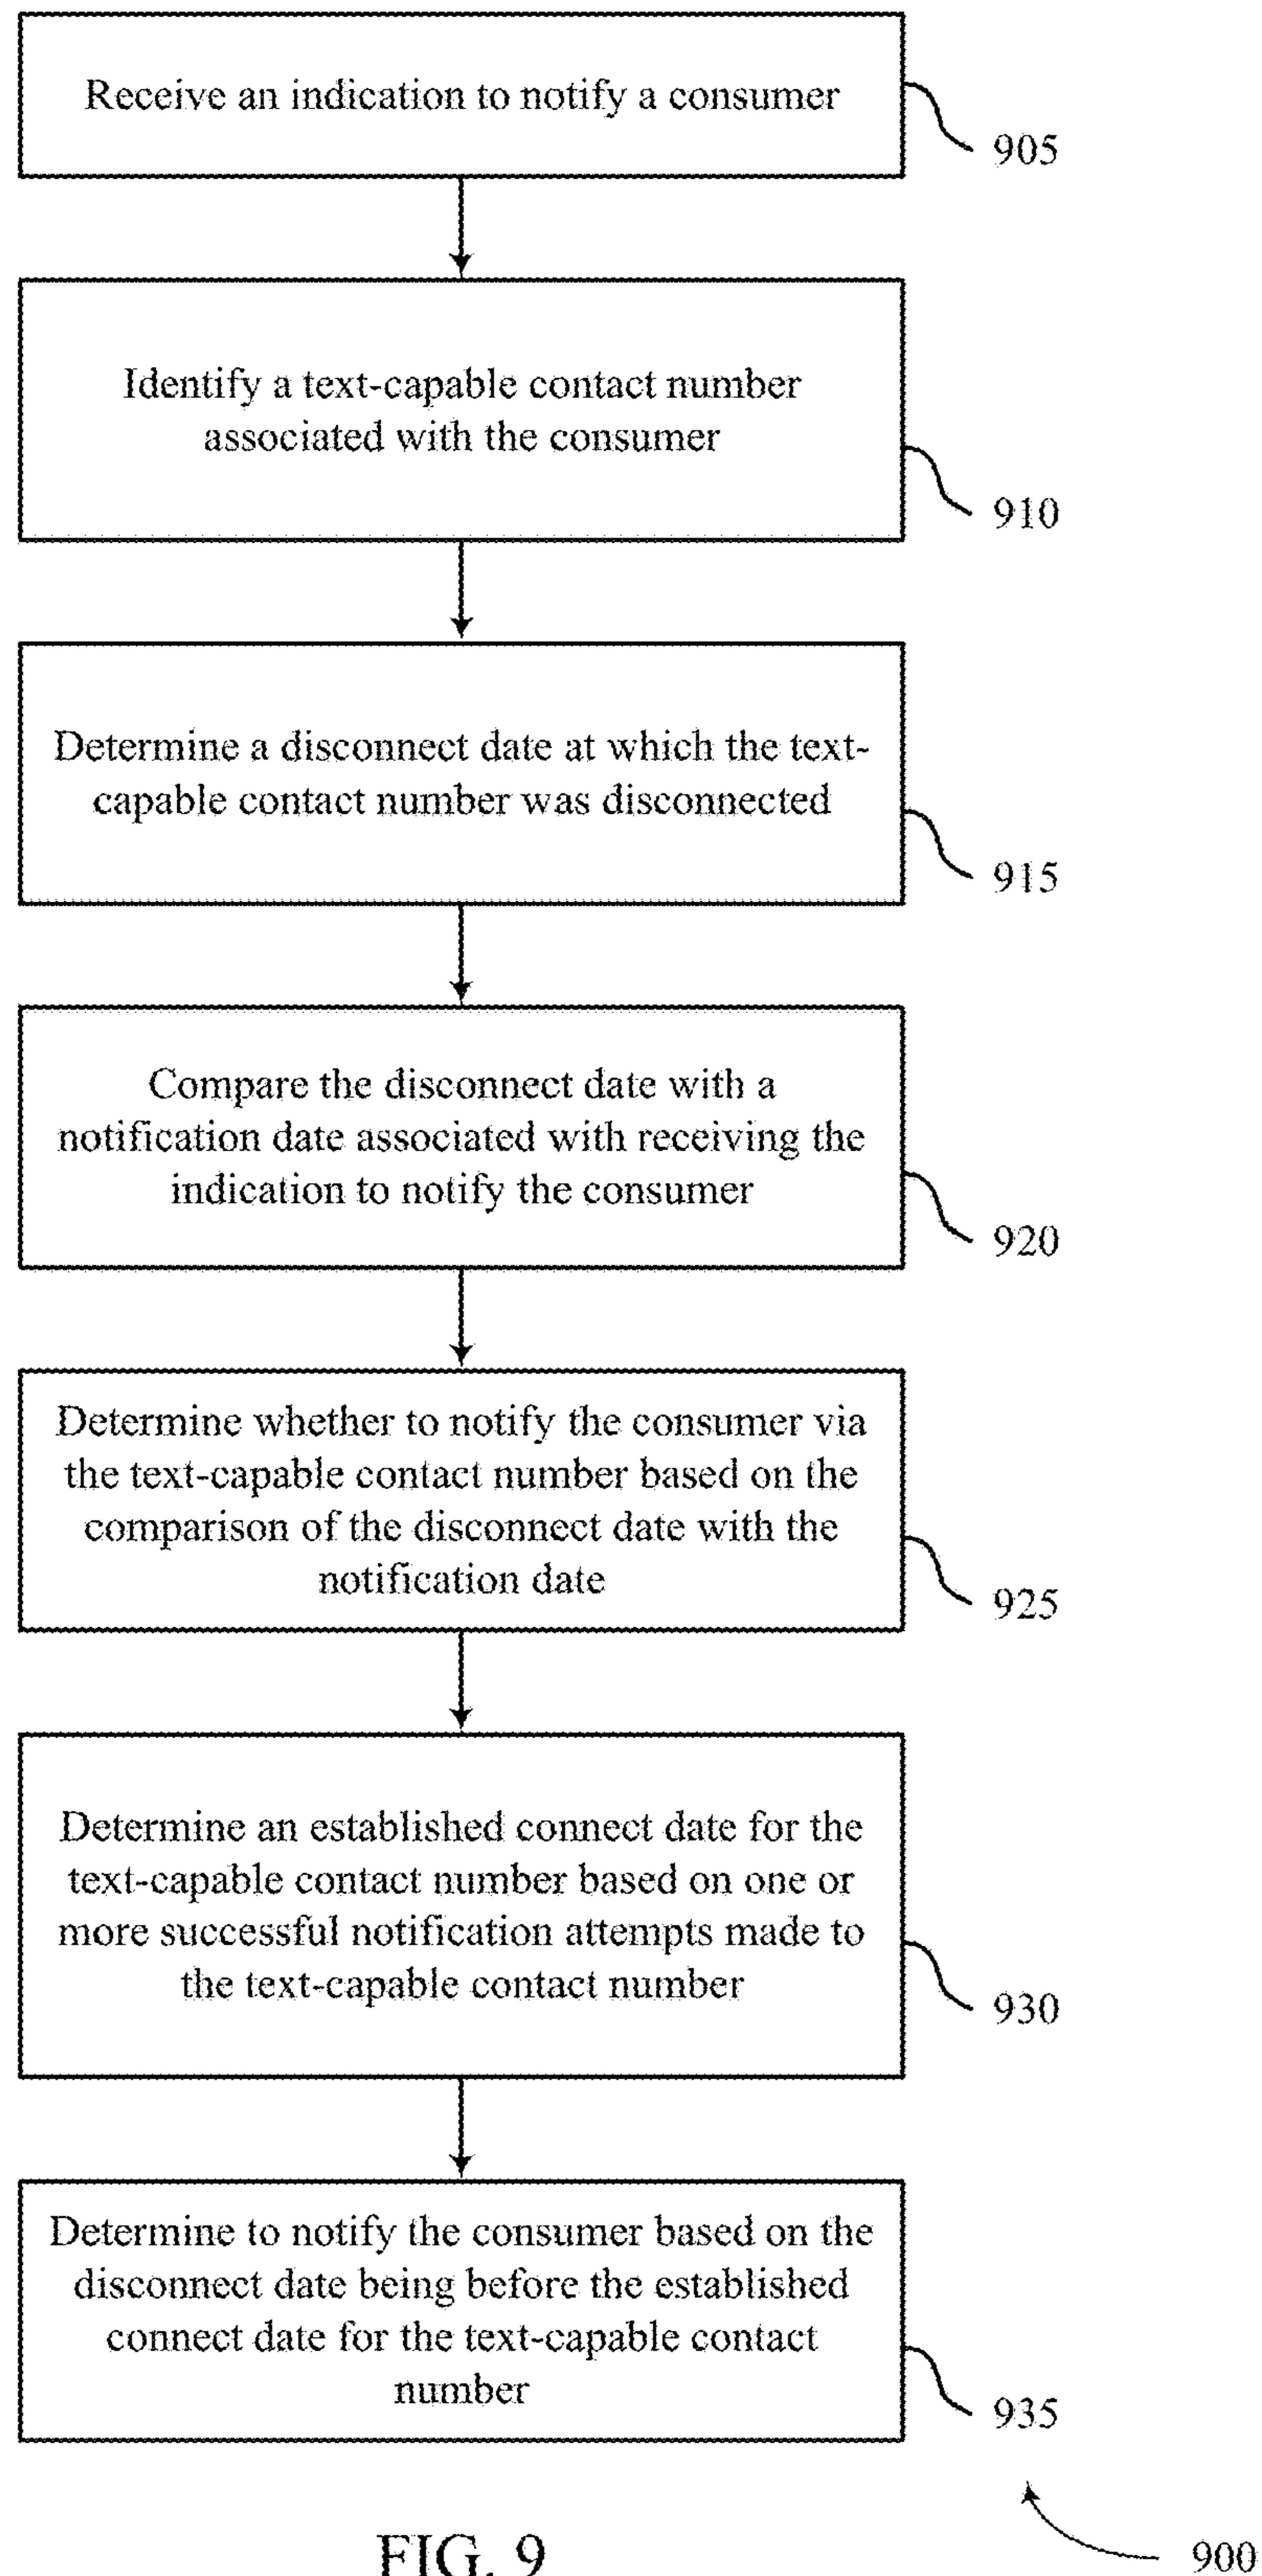 Receive an indication to notify a consumer
905
Identify a text-capable contact number
associated with the consumer
910
Determine a disconnect date at which the text-
capable contact number was disconnected
915
Compare the disconnect date with a
notification date associated with receiving the
indication to notify the consumer
920
Determine whether to notify the consumer via
the text-capable contact number based on the
comparison of the disconnect date with the
notification date
925
Determine an established connect date for the
text-capable contact number based on one or
more successful notification attempts made to
the text-capable contact number
930
Determine to notify the consumer based on the
disconnect date being before the established
connect date for the text-capable contact
number
935
900
FIG. 9